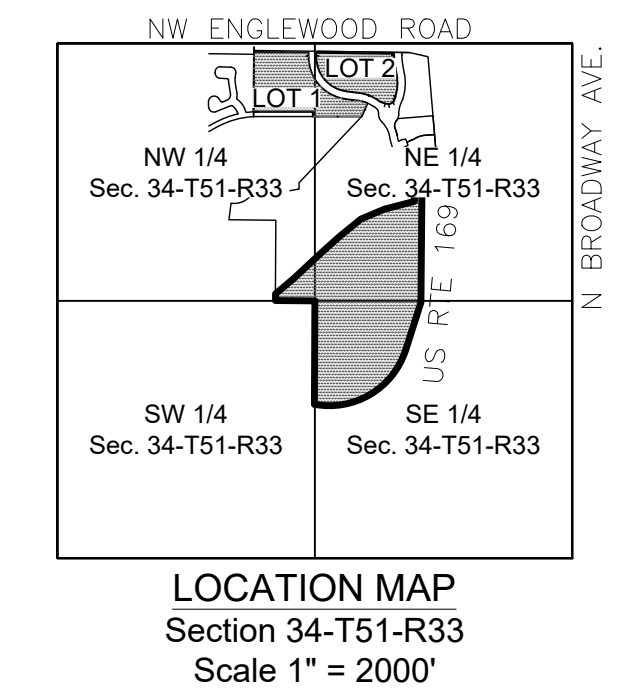 NW ENGLEWOOD ROAD
LOT 2
LOT 1
N BROADWAY AVE.
NW 1/4
Sec. 34-T51-R33
NE 1/4
Sec. 34-T51-R33
US RTE 169
SW 1/4
Sec. 34-T51-R33
SE 1/4
Sec. 34-T51-R33
LOCATION MAP
Section 34-T51-R33
Scale 1" = 2000'